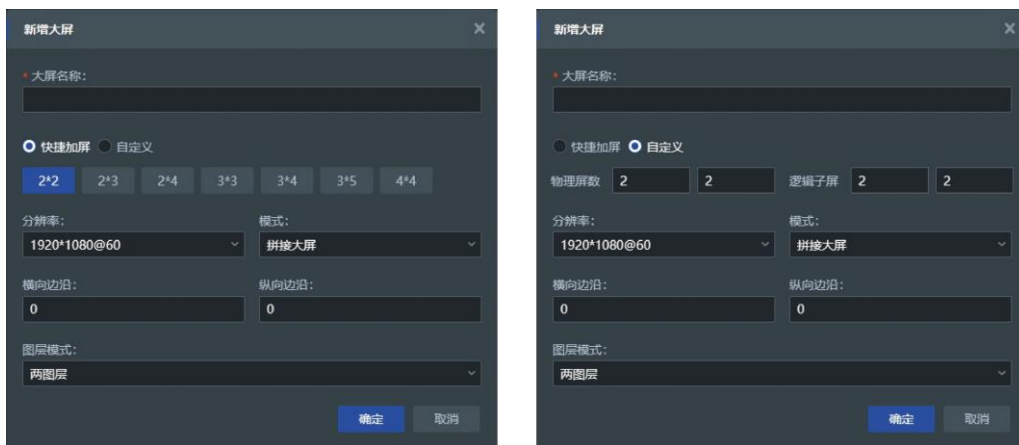 新增大屏
* 大屏名称:
快捷加屏 自定义
2*2 2*3 2*4 3*3 3*4 3*5 4*4
分辨率: 模式:
1920*1080@60 拼接大屏
横向边沿: 纵向边沿:
0 0
图层模式:
两图层
确定 取消
新增大屏
* 大屏名称:
快捷加屏 自定义
物理屏数 2 2 逻辑子屏 2 2
分辨率: 模式:
1920*1080@60 拼接大屏
横向边沿: 纵向边沿:
0 0
图层模式:
两图层
确定 取消